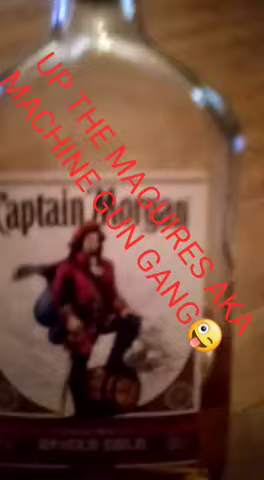 UP THE MAGUIRES AKA
MACHINE GUN GANG😜
Captain Morgan
SPICED GOLD